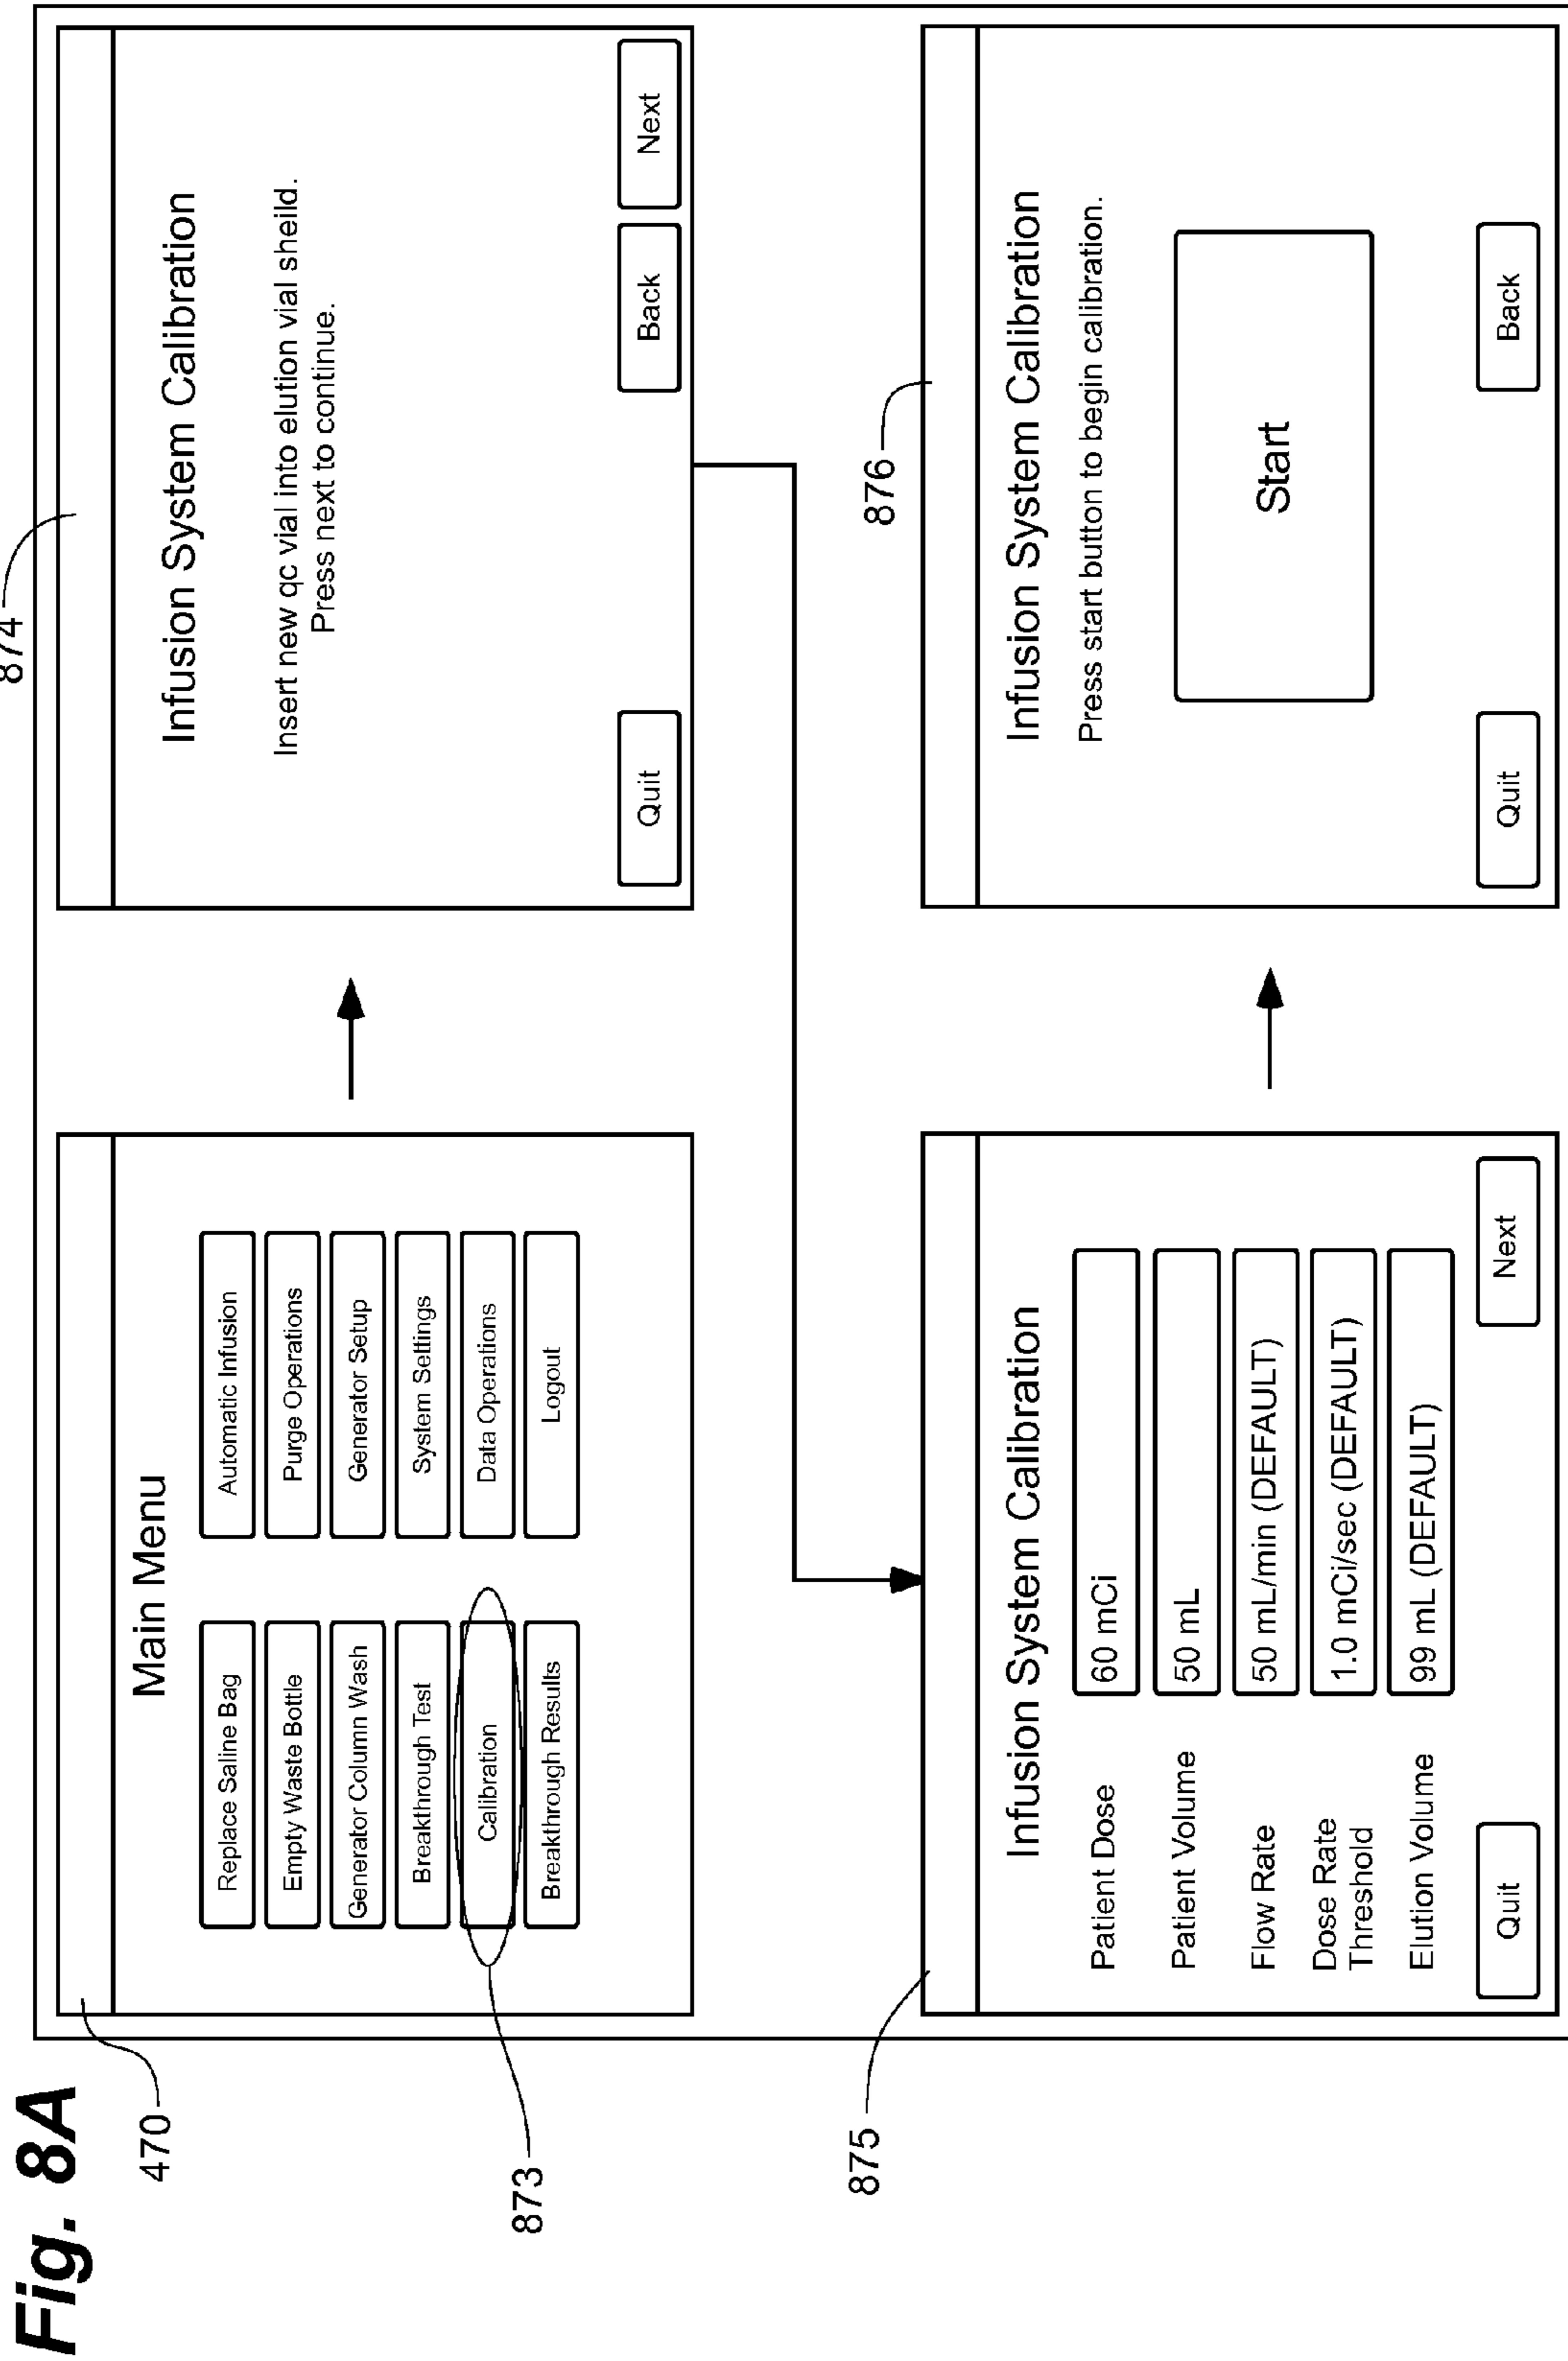 Fig. 8A
470
Main Menu
Replace Saline Bag
Automatic Infusion
Empty Waste Bottle
Purge Operations
Generator Column Wash
Generator Setup
Breakthrough Test
System Settings
Calibration
Data Operations
Breakthrough Results
Logout
873
874
Infusion System Calibration
Insert new qc vial into elution vial sheild.
Press next to continue.
Quit
Back
Next
875
Infusion System Calibration
Patient Dose
60 mCi
Patient Volume
50 mL
Flow Rate
50 mL/min (DEFAULT)
Dose Rate
Threshold
1.0 mCi/sec (DEFAULT)
Elution Volume
99 mL (DEFAULT)
Quit
Next
876
Infusion System Calibration
Press start button to begin calibration.
Start
Quit
Back